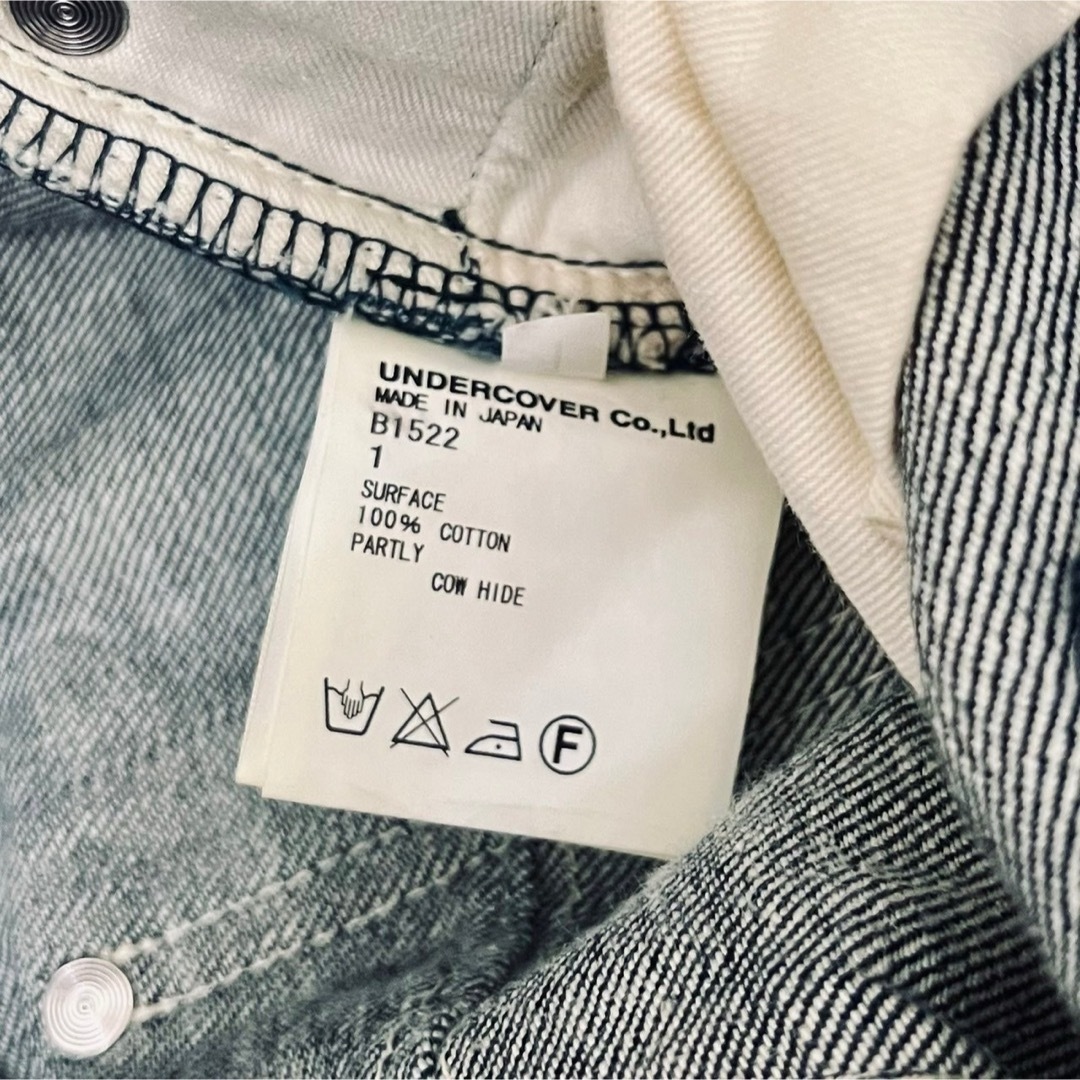 UNDERCOVER Co.,Ltd
MADE IN JAPAN
B1522
1
SURFACE
100% COTTON
PARTLY
COW HIDE
F